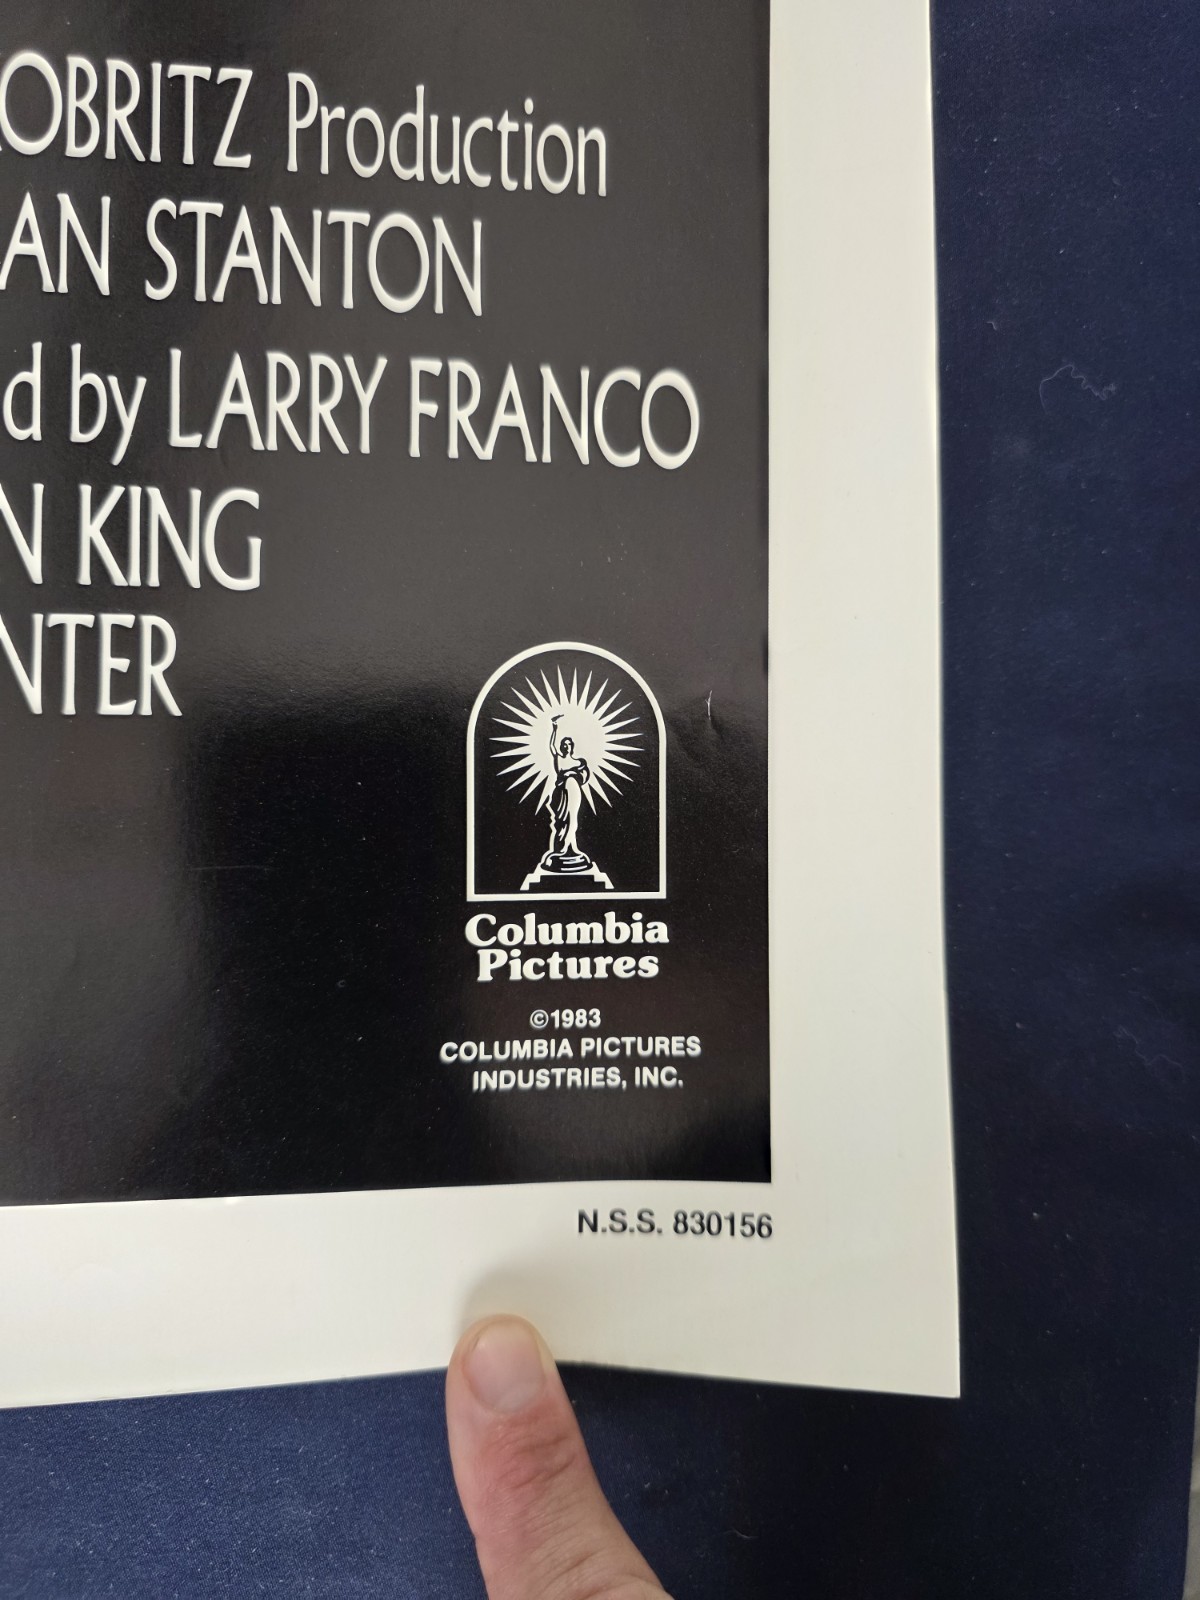 OBRITZ Production
AN STANTON
d by LARRY FRANCO
N KING
NTER
Columbia
Pictures
©1983
COLUMBIA PICTURES
INDUSTRIES, INC.
N.S.S. 830156